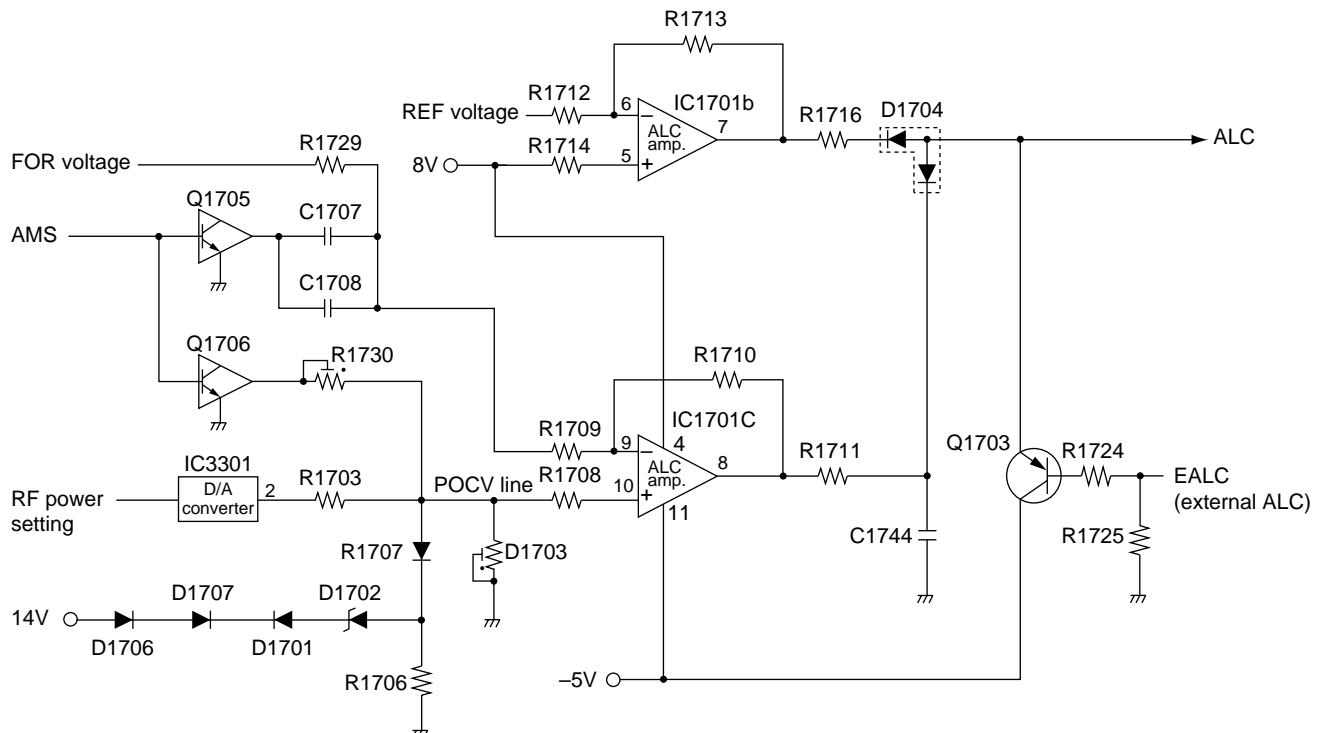 R1713
R1712
REF voltage
6
–
IC1701b
ALC
amp.
7
R1716
D1704
8V
R1714
5
+
ALC
FOR voltage
R1729
Q1705
C1707
AMS
C1708
Q1706
R1730
R1710
IC1701C
R1709
9
–
4
ALC
amp.
8
R1711
Q1703
R1724
EALC
(external ALC)
R1725
IC3301
D/A
converter
2
R1703
RF power
setting
POCV line
R1708
10
+
11
R1707
D1703
C1744
D1707
D1702
14V
D1706
D1701
R1706
–5V